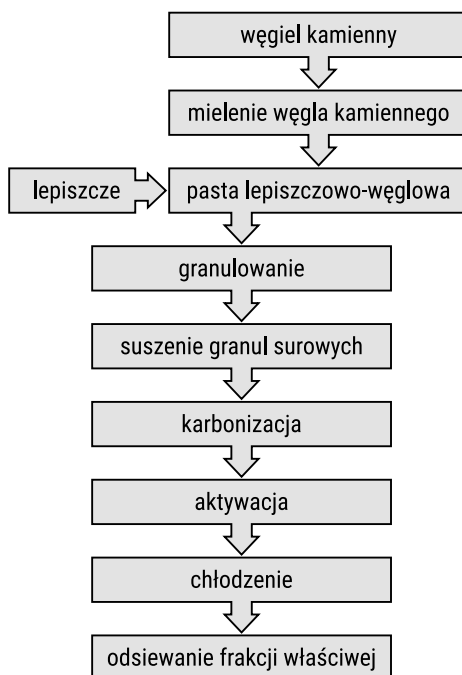 węgiel kamienny
mielenie węgla kamiennego
lepiszcze
pasta lepiszczowo-węglowa
granulowanie
suszenie granul surowych
karbonizacja
aktywacja
chłodzenie
odsiewanie frakcji właściwej